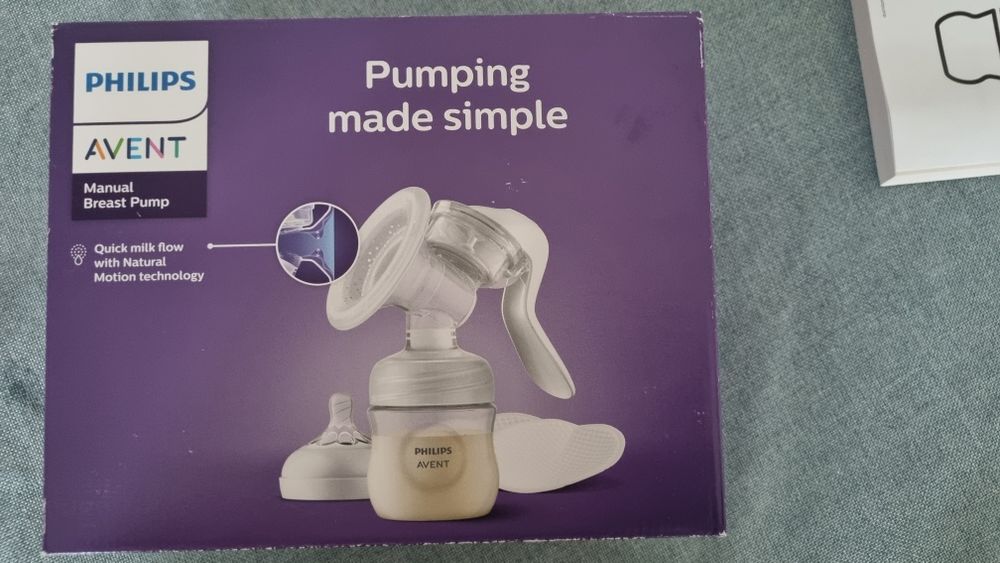 PHILIPS
AVENT
Manual
Breast Pump
Pumping
made simple
Quick milk flow
with Natural
Motion technology
PHILIPS
AVENT